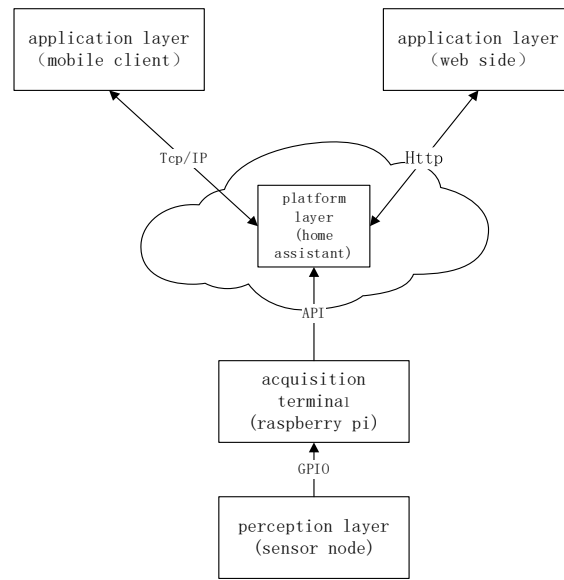 application layer
(mobile client)
application layer
(web side)
Tcp/IP
Http
platform
layer
(home
assistant)
API
acquisition
terminal
(raspberry pi)
GPIO
perception layer
(sensor node)